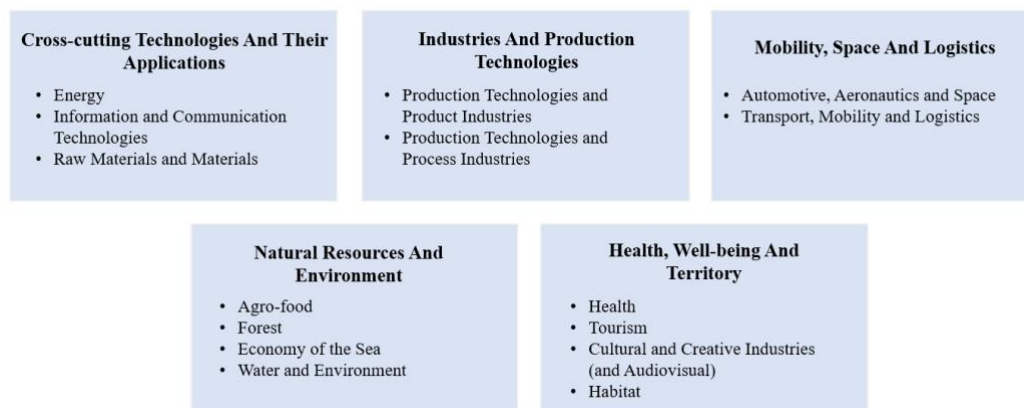 Cross-cutting Technologies And Their
Applications
• Energy
• Information and Communication
Technologies
• Raw Materials and Materials
Industries And Production
Technologies
• Production Technologies and
Product Industries
• Production Technologies and
Process Industries
Mobility, Space And Logistics
• Automotive, Aeronautics and Space
• Transport, Mobility and Logistics
Natural Resources And
Environment
• Agro-food
• Forest
• Economy of the Sea
• Water and Environment
Health, Well-being And
Territory
• Health
• Tourism
• Cultural and Creative Industries
(and Audiovisual)
• Habitat